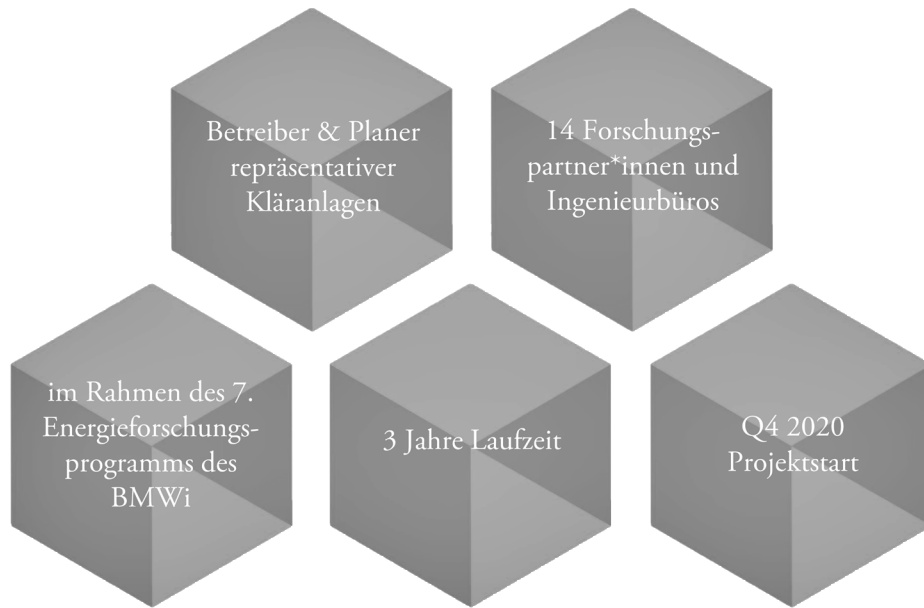 Betreiber & Planer
repräsentativer
Kläranlagen
14 Forschungs-
partner*innen und
Ingenieurbüros
im Rahmen des 7.
Energieforschungs-
programms des
BMWi
3 Jahre Laufzeit
Q4 2020
Projektstart